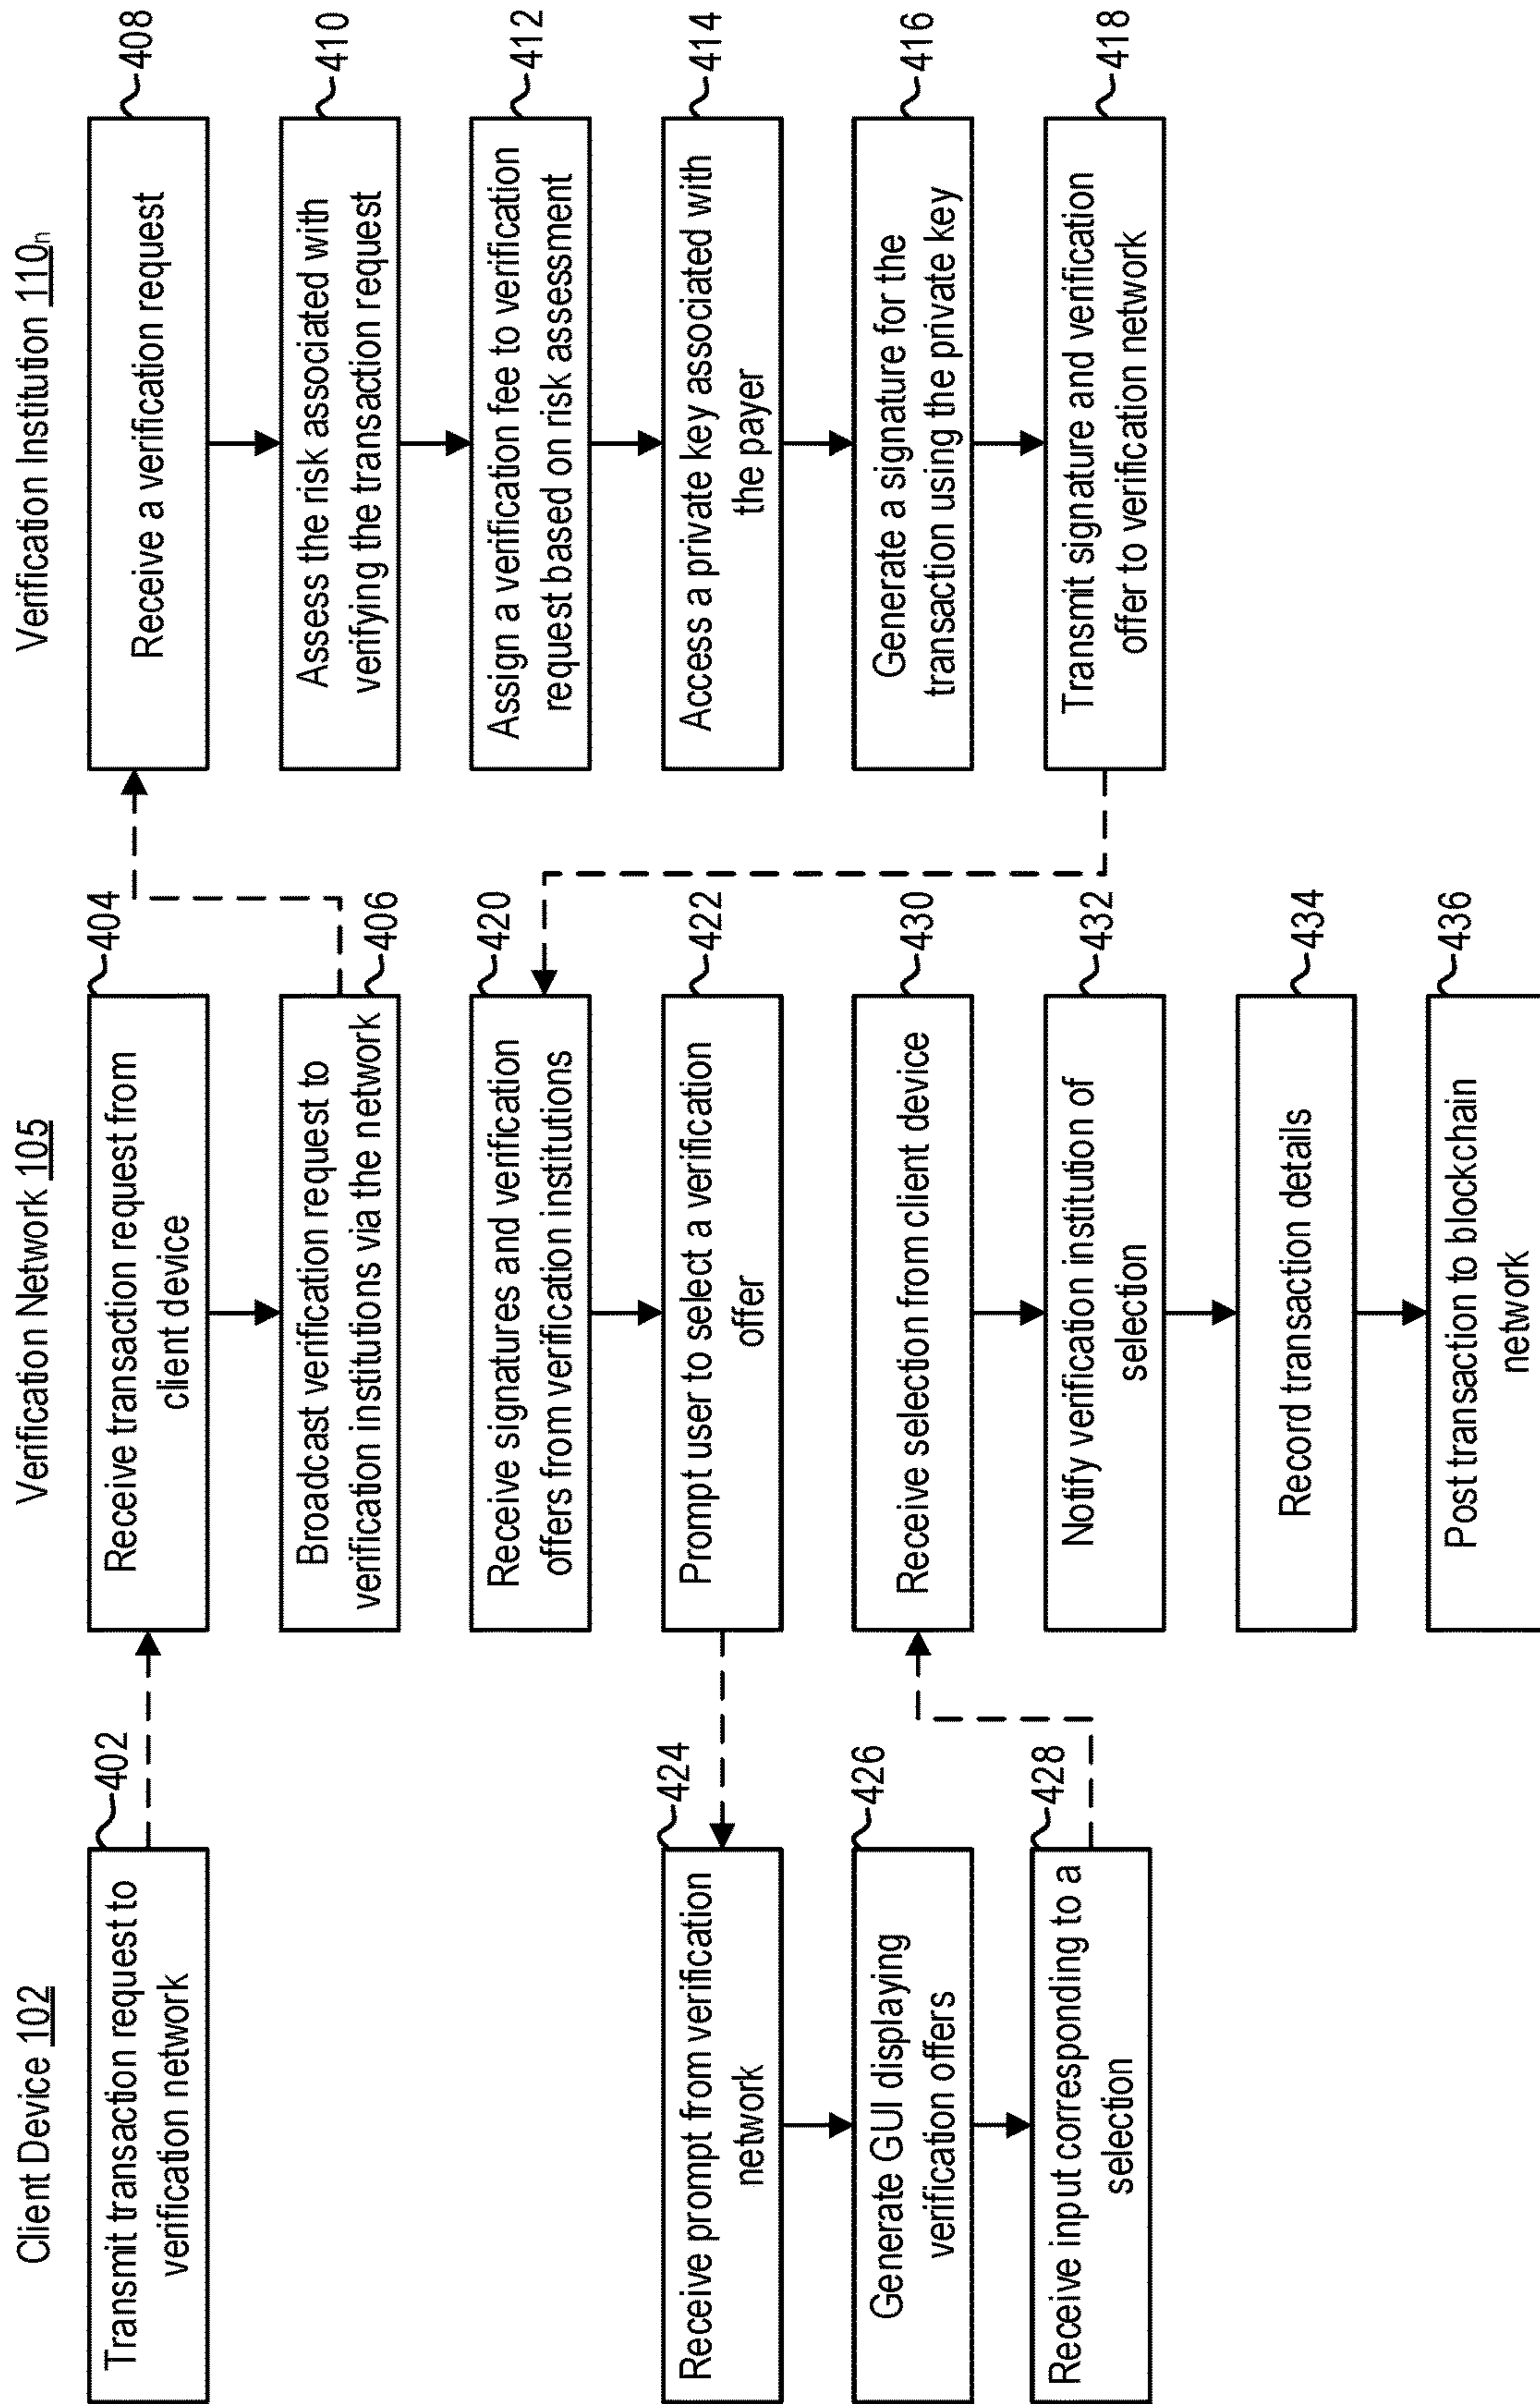 Client Device 102
Transmit transaction request to
verification network
402
Receive prompt from verification
network
424
Generate GUI displaying
verification offers
426
Receive input corresponding to a
selection
428
Verification Network 105
Receive transaction request from
client device
404
Broadcast verification request to
verification institutions via the network
406
Receive signatures and verification
offers from verification institutions
420
Prompt user to select a verification
offer
422
Receive selection from client device
430
Notify verification institution of
selection
432
Record transaction details
434
Post transaction to blockchain
network
436
Verification Institution 110n
Receive a verification request
408
Assess the risk associated with
verifying the transaction request
410
Assign a verification fee to verification
request based on risk assessment
412
Access a private key associated with
the payer
414
Generate a signature for the
transaction using the private key
416
Transmit signature and verification
offer to verification network
418